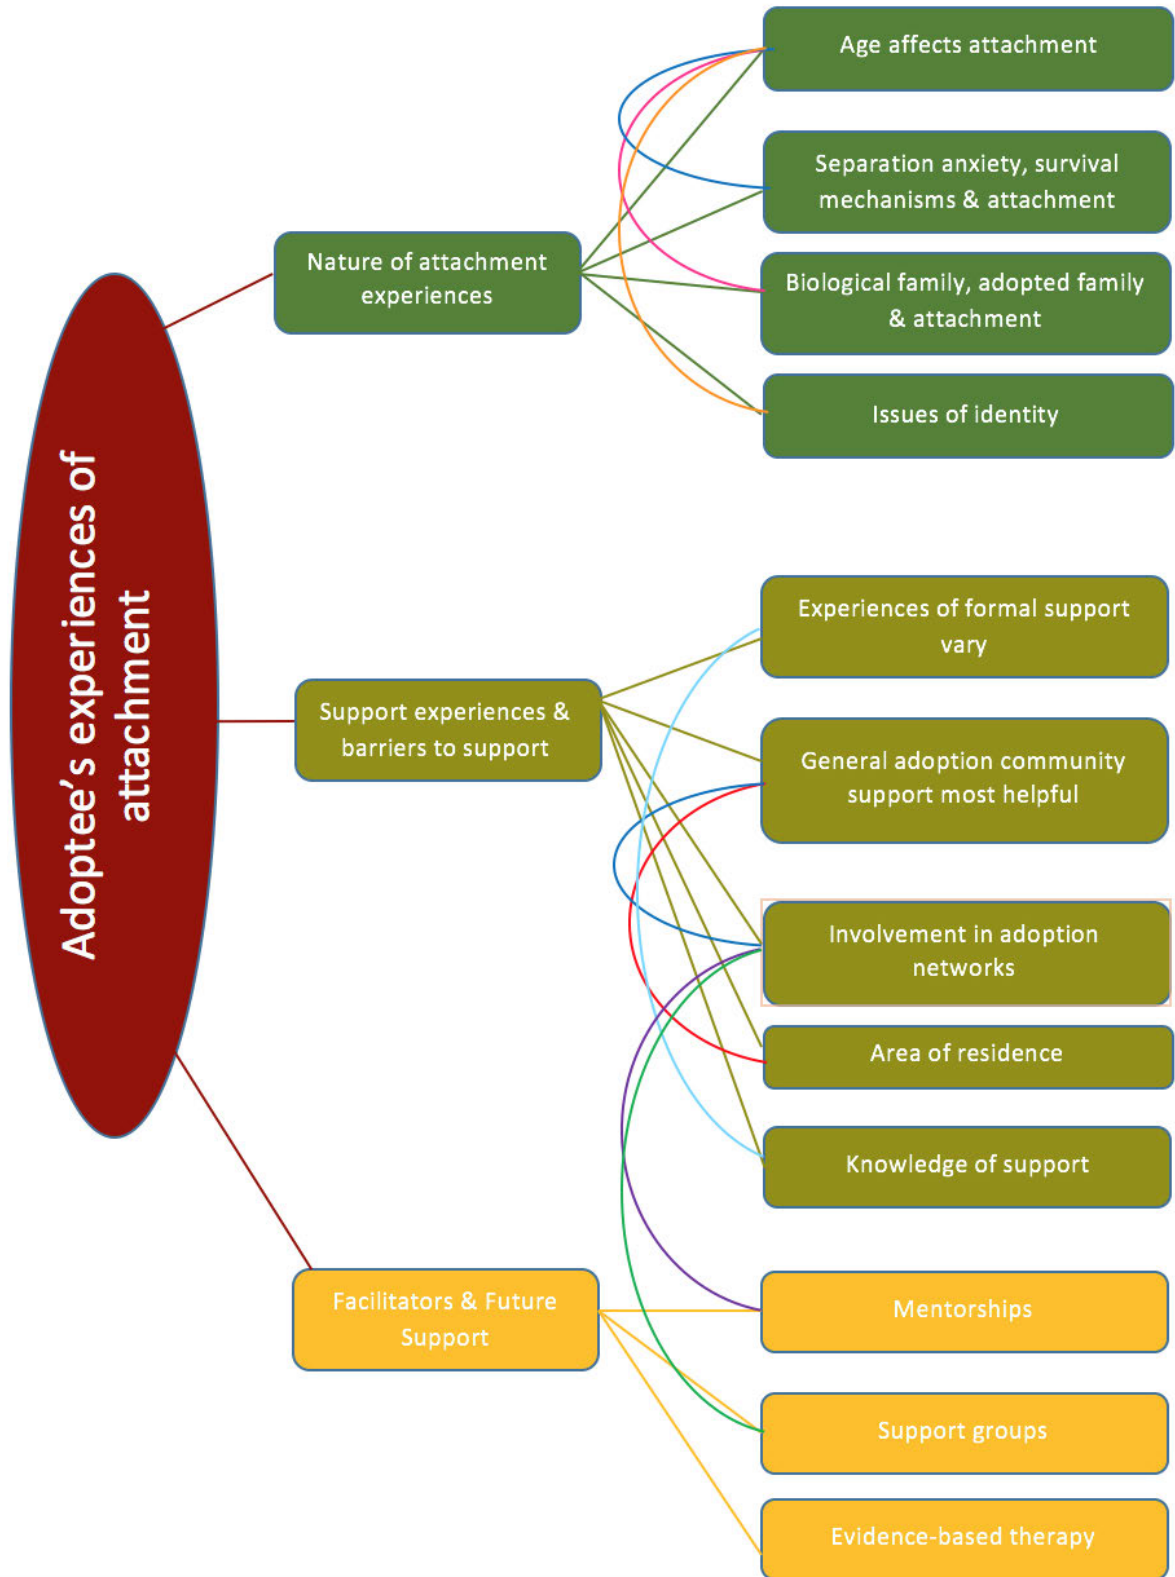 Adoptee's experiences of
attachment
Nature of attachment
experiences
Age affects attachment
Separation anxiety, survival
mechanisms & attachment
Biological family, adopted family
& attachment
Issues of identity
Support experiences &
barriers to support
Experiences of formal support
vary
General adoption community
support most helpful
Involvement in adoption
networks
Area of residence
Knowledge of support
Facilitators & Future
Support
Mentorships
Support groups
Evidence-based therapy